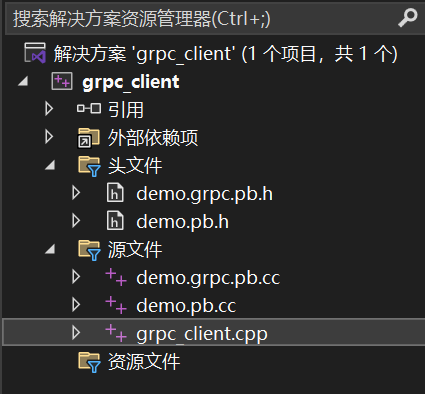 搜索解决方案资源管理器(Ctrl+;)
解决方案 'grpc_client' (1 个项目，共 1 个)
grpc_client
引用
外部依赖项
头文件
demo.grpc.pb.h
demo.pb.h
源文件
demo.grpc.pb.cc
demo.pb.cc
grpc_client.cpp
资源文件